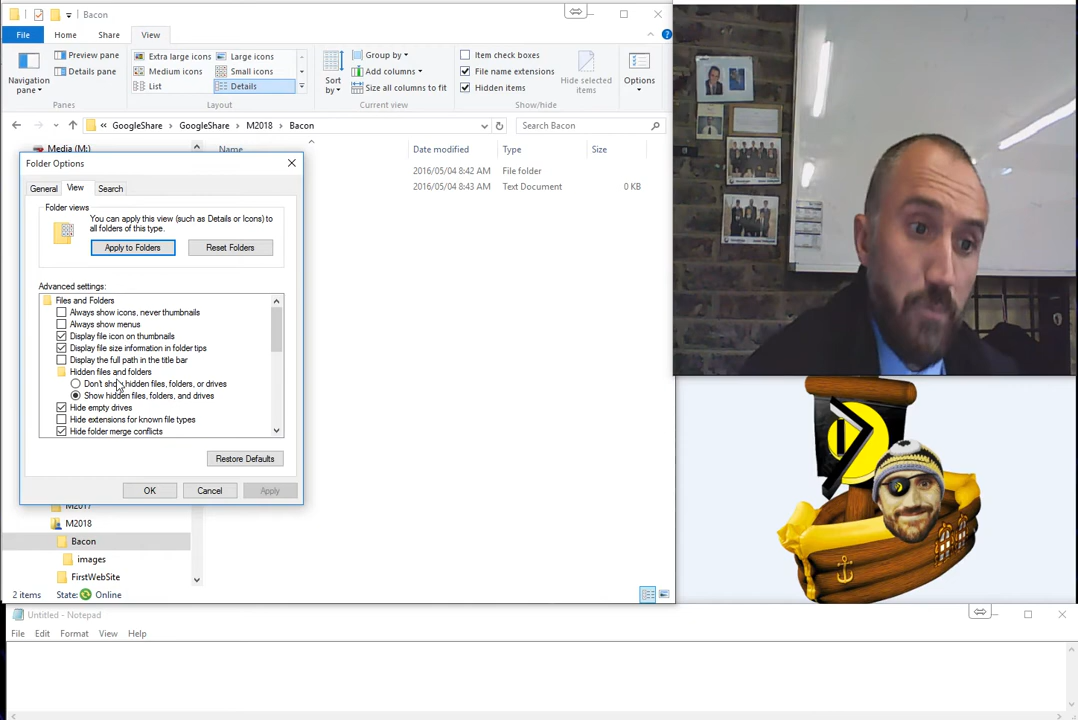 Bacon
File Home Share View
Preview pane
Details pane
Navigation pane
Panes
Extra large icons Large icons
Medium icons Small icons
List Details
Layout
Sort by
Group by
Add columns
Size all columns to fit
Current view
Item check boxes
File name extensions
Hidden items
Hide selected items
Show/hide
Options
« GoogleShare › GoogleShare › M2018 › Bacon
Search Bacon
Media (M:)
Name Date modified Type Size
2016/05/04 8:42 AM File folder
2016/05/04 8:43 AM Text Document 0 KB
Folder Options
General View Search
Folder views
You can apply this view (such as Details or Icons) to
all folders of this type.
Apply to Folders Reset Folders
Advanced settings:
Files and Folders
Always show icons, never thumbnails
Always show menus
Display file icon on thumbnails
Display file size information in folder tips
Display the full path in the title bar
Hidden files and folders
Don't show hidden files, folders, or drives
Show hidden files, folders, and drives
Hide empty drives
Hide extensions for known file types
Hide folder merge conflicts
Restore Defaults
OK Cancel Apply
M2017
M2018
Bacon
images
FirstWebSite
2 items State: Online
Untitled - Notepad
File Edit Format View Help